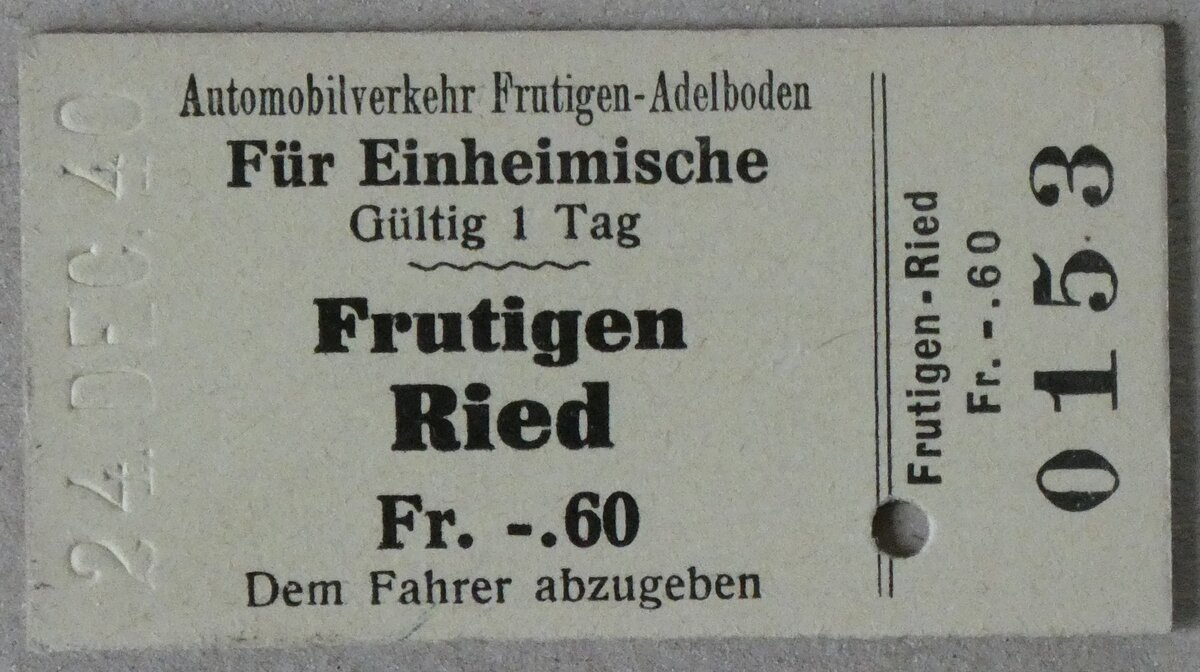 Automobilverkehr Frutigen-Adelboden
Für Einheimische
Gültig 1 Tag
Frutigen
Ried
Fr. -.60
Dem Fahrer abzugeben
24.DEC.40
Frutigen - Ried
Fr. -.60
0153